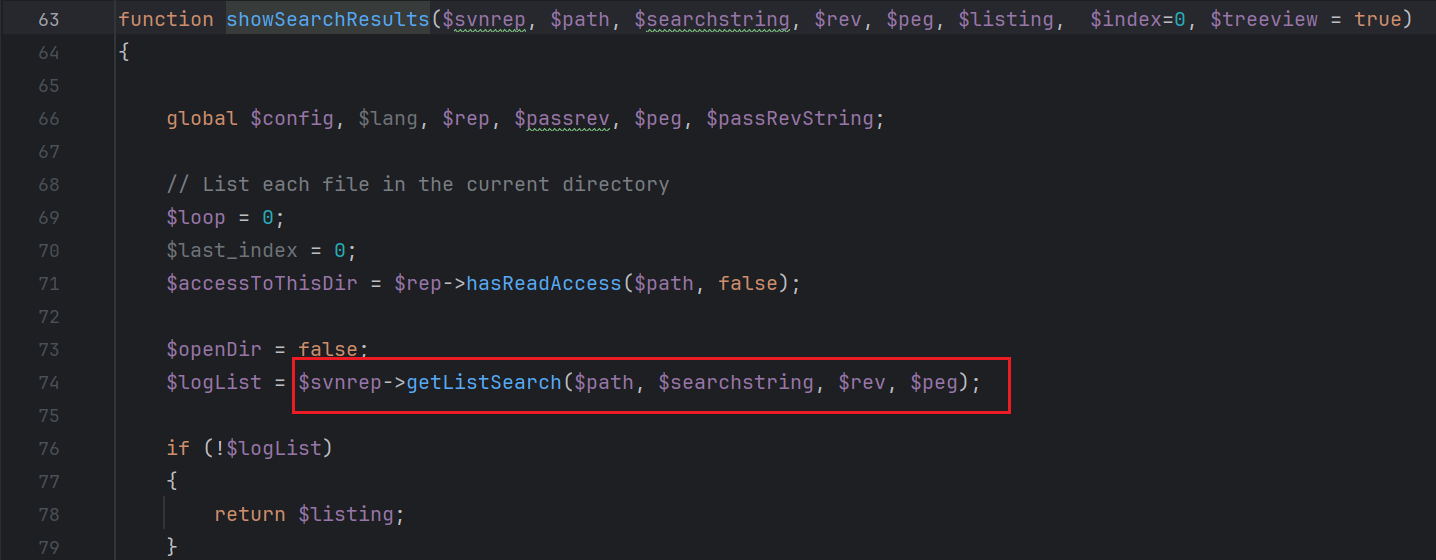 63 function showSearchResults($svnrep, $path, $searchstring, $rev, $peg, $listing,  $index=0, $treeview = true)
64 {
65
66     global $config, $lang, $rep, $passrev, $peg, $passRevString;
67
68     // List each file in the current directory
69     $loop = 0;
70     $last_index = 0;
71     $accessToThisDir = $rep->hasReadAccess($path, false);
72
73     $openDir = false;
74     $logList = $svnrep->getListSearch($path, $searchstring, $rev, $peg);
75
76     if (!$logList)
77     {
78         return $listing;
79     }